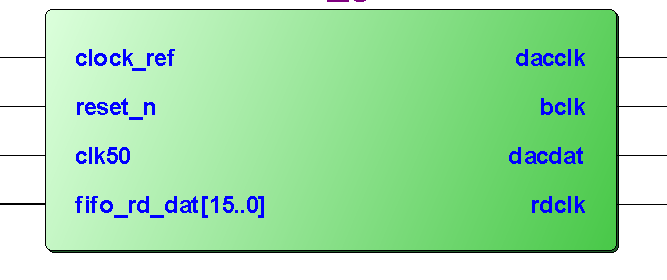 clock_ref dacclk
reset_n bclk
clk50 dacdat
fifo_rd_dat[15..0] rdclk